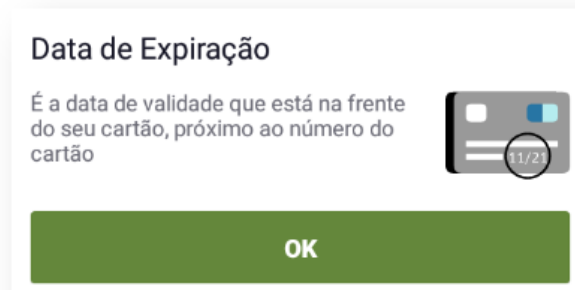 Data de Expiração
É a data de validade que está na frente
do seu cartão, próximo ao número do
cartão
11/21
OK